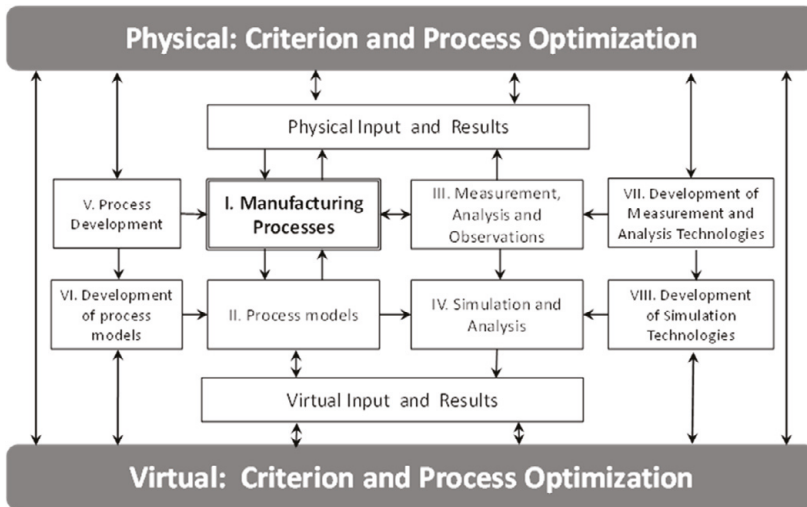 Physical: Criterion and Process Optimization
Physical Input and Results
V. Process
Development
I. Manufacturing
Processes
III. Measurement,
Analysis and
Observations
VII. Development of
Measurement and
Analysis Technologies
VI. Development
of process
models
II. Process models
IV. Simulation and
Analysis
VIII. Development
of Simulation
Technologies
Virtual Input and Results
Virtual: Criterion and Process Optimization